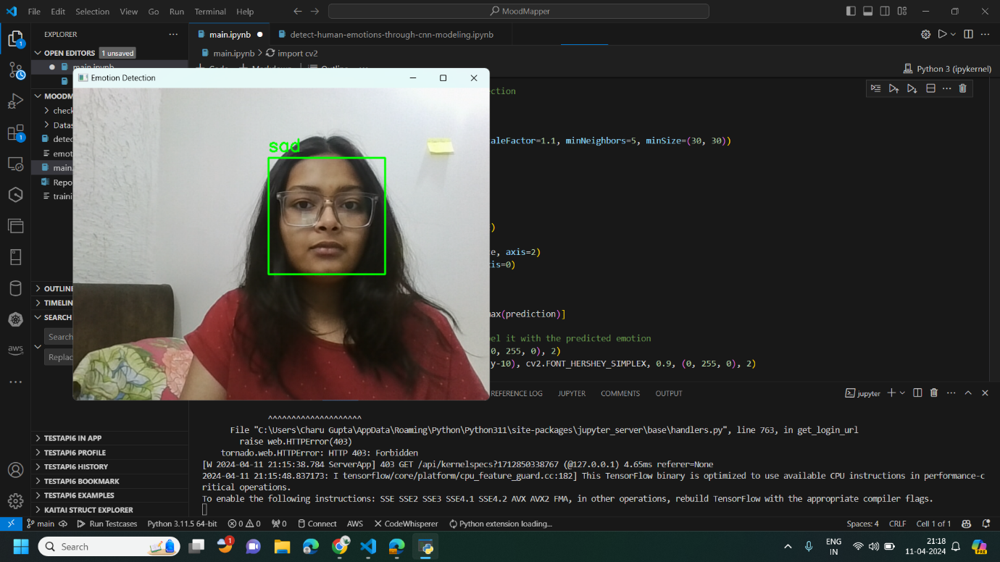 File Edit Selection View Go Run Terminal Help
MoodMapper
EXPLORER
OPEN EDITORS 1 unsaved
main.ipynb
MOODM
check
Datas
detec
emot
main.
Repo
traini
OUTLINE
TIMELIN
SEARCH
Search
Replac
TESTAPI6 IN APP
TESTAPI6 PROFILE
TESTAPI6 HISTORY
TESTAPI6 BOOKMARK
TESTAPI6 EXAMPLES
KAITAI STRUCT EXPLORER
aws
main.ipynb
detect-human-emotions-through-cnn-modeling.ipynb
main.ipynb > import cv2
Python 3 (ipykernel)
Emotion Detection
sad
ection
aleFactor=1.1, minNeighbors=5, minSize=(30, 30))
)
e, axis=2)
is=0)
max(prediction)]
bel it with the predicted emotion
0, 255, 0), 2)
y-10), cv2.FONT_HERSHEY_SIMPLEX, 0.9, (0, 255, 0), 2)
REFERENCE LOG JUPYTER COMMENTS OUTPUT
jupyter
^^^^^^^^^^^^^^^^^^^^
File "C:\Users\Charu Gupta\AppData\Roaming\Python\Python311\site-packages\jupyter_server\base\handlers.py", line 763, in get_login_url
raise web.HTTPError(403)
tornado.web.HTTPError: HTTP 403: Forbidden
[W 2024-04-11 21:15:38.784 ServerApp] 403 GET /api/kernelspecs?1712850338767 (@127.0.0.1) 4.65ms referer=None
2024-04-11 21:15:48.837173: I tensorflow/core/platform/cpu_feature_guard.cc:182] This TensorFlow binary is optimized to use available CPU instructions in performance-c
ritical operations.
To enable the following instructions: SSE SSE2 SSE3 SSE4.1 SSE4.2 AVX AVX2 FMA, in other operations, rebuild TensorFlow with the appropriate compiler flags.
main Run Testcases Python 3.11.5 64-bit 0 0 0 Connect AWS CodeWhisperer Python extension loading...
Spaces: 4 CRLF Cell 1 of 1
Search
ENG
IN
21:18
11-04-2024